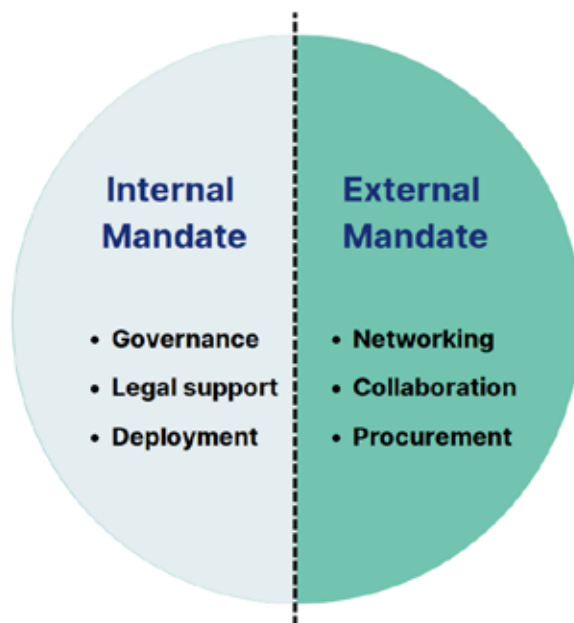 Internal
Mandate
• Governance
• Legal support
• Deployment
External
Mandate
• Networking
• Collaboration
• Procurement